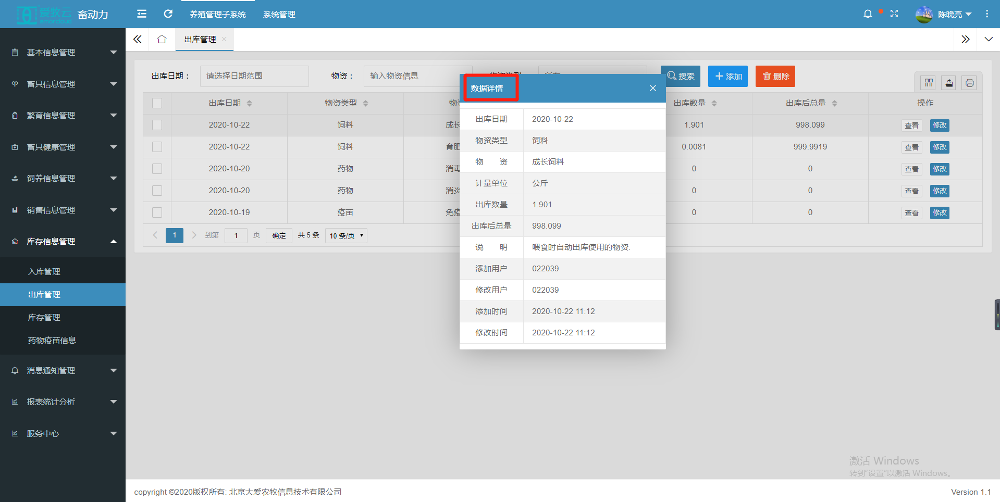 爱牧云 amorcloud 畜动力 养殖管理子系统 系统管理 陈晓亮
出库管理
基本信息管理
畜只信息管理
繁育信息管理
畜只健康管理
饲养信息管理
销售信息管理
库存信息管理
入库管理
出库管理
库存管理
药物疫苗信息
消息通知管理
报表统计分析
服务中心
出库日期： 请选择日期范围 物资： 输入物资信息 搜索 添加 删除
出库日期 物资类型 出库数量 出库后总量 操作
2020-10-22 饲料 成长 1.901 998.099 查看 修改
2020-10-22 饲料 育肥 0.0081 999.9919 查看 修改
2020-10-20 药物 消毒 0 0 查看 修改
2020-10-20 药物 消炎 0 0 查看 修改
2020-10-19 疫苗 免疫 0 0 查看 修改
1 到第 1 页 确定 共 5 条 10 条/页
数据详情
出库日期 2020-10-22
物资类型 饲料
物 资 成长饲料
计量单位 公斤
出库数量 1.901
出库后总量 998.099
说 明 喂食时自动出库使用的物资.
添加用户 022039
修改用户 022039
添加时间 2020-10-22 11:12
修改时间 2020-10-22 11:12
激活 Windows
转到"设置"以激活 Windows。
copyright ©2020版权所有: 北京大爱农牧信息技术有限公司 Version 1.1